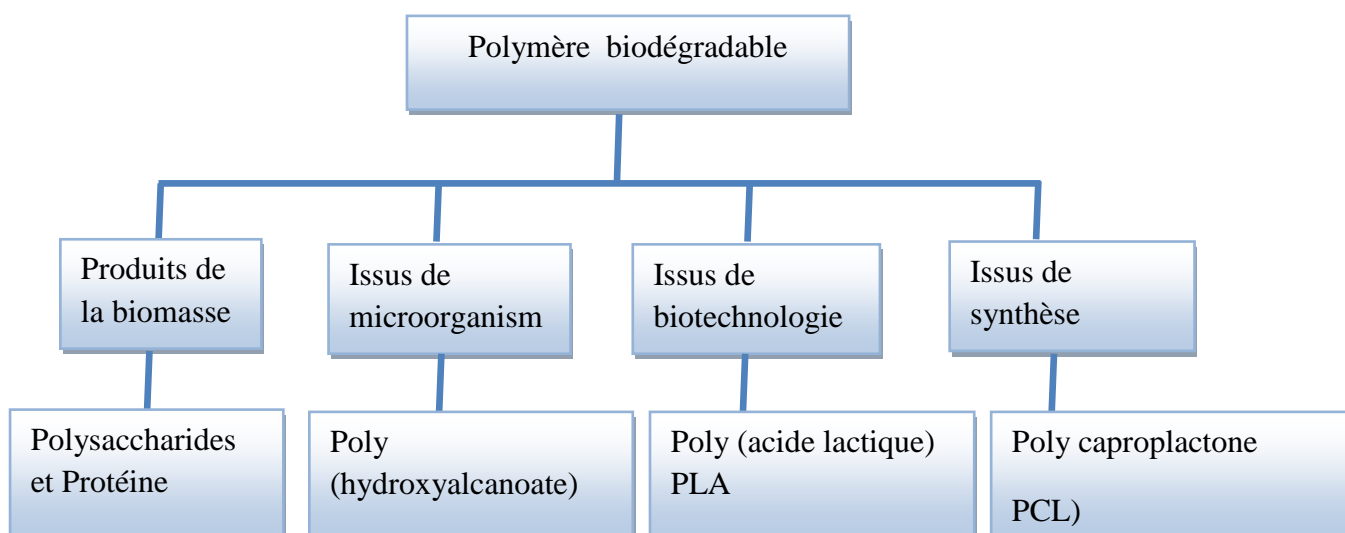 Polymère biodégradable
Produits de
la biomasse
Issus de
microorganism
Issus de
biotechnologie
Issus de
synthèse
Polysaccharides
et Protéine
Poly
(hydroxyalcanoate)
Poly (acide lactique)
PLA
Poly caproplactone
PCL)